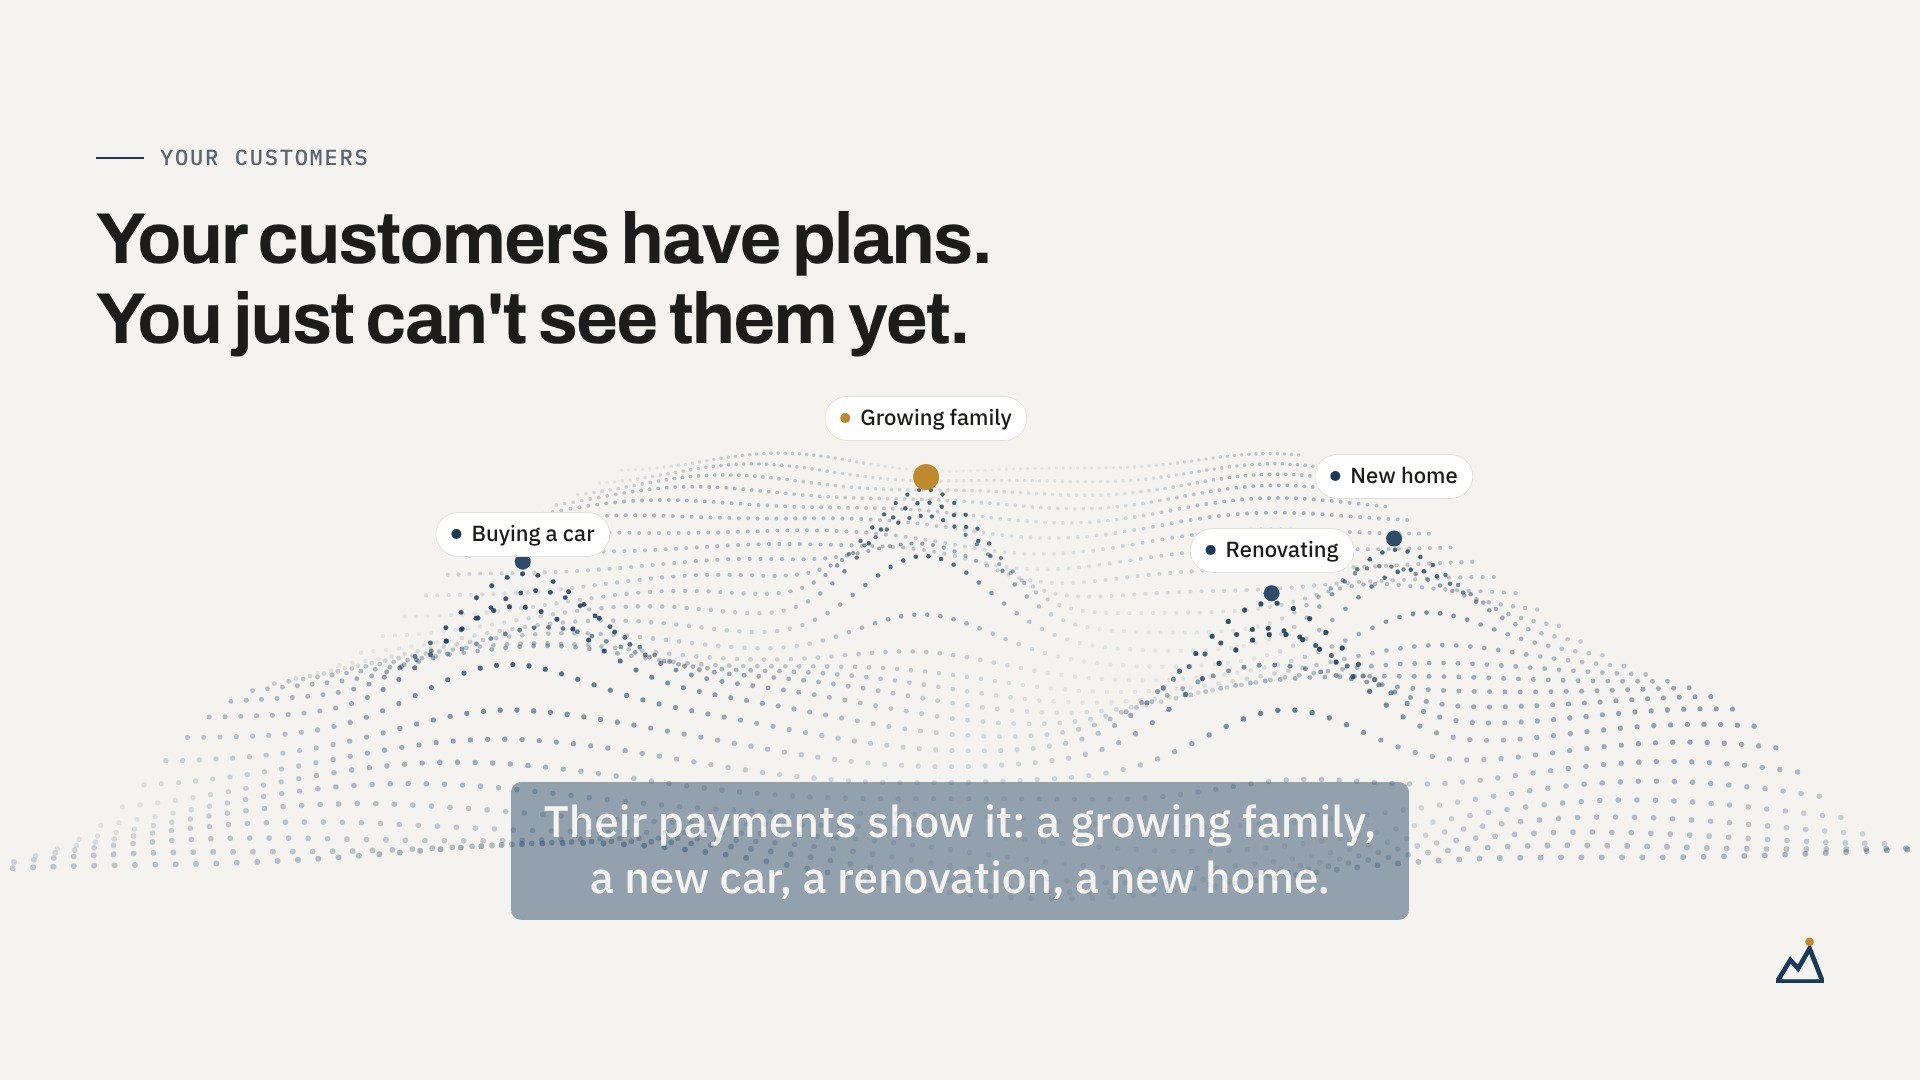 YOUR CUSTOMERS
Your customers have plans.
You just can't see them yet.
Growing family
New home
Buying a car
Renovating
Their payments show it: a growing family,
a new car, a renovation, a new home.